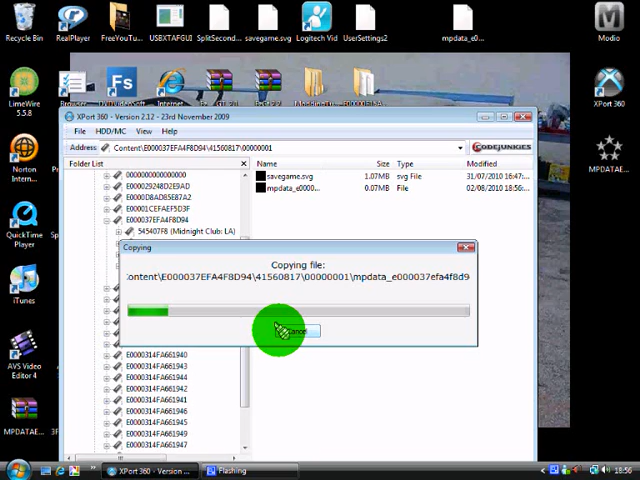 Recycle Bin
RealPlayer
FreeYouTu...
USBXTAFGUI
SplitSecond...
savegame.svg
Logitech Vid
UserSettings2
mpdata_e0...
Modio
LimeWire 5.5.8
Browser
Internet
XPort 360
Norton Intern...
QuickTime Player
iTunes
AVS Video Editor 4
MPDATAE...
MPDATAE...
XPort 360 - Version 2.12 - 23rd November 2009
File HD/MC View Help
Address Content\E000037EFA4F8D94\41560817\00000001
CODEJUNKIES
Folder List
Name Size Type Modified
savegame.svg 1.07MB svg File 31/07/2010 16:47:...
mpdata_e0000... 0.07MB File 02/08/2010 18:56:...
0000000000000000
E000029248D2E9AD
E0000D8AD85E87A2
E00001CEFAEF5D3F
E000037EFA4F8D94
545407F8 (Midnight Club: LA)
Copying
Copying file:
Content\E000037EFA4F8D94\41560817\00000001\mpdata_e000037efa4f8d9
E0000314FA661940
E0000314FA661943
E0000314FA661944
E0000314FA661942
E0000314FA661941
E0000314FA661946
E0000314FA661945
E0000314FA661947
XPort 360 - Version ...
Flashing
18:56